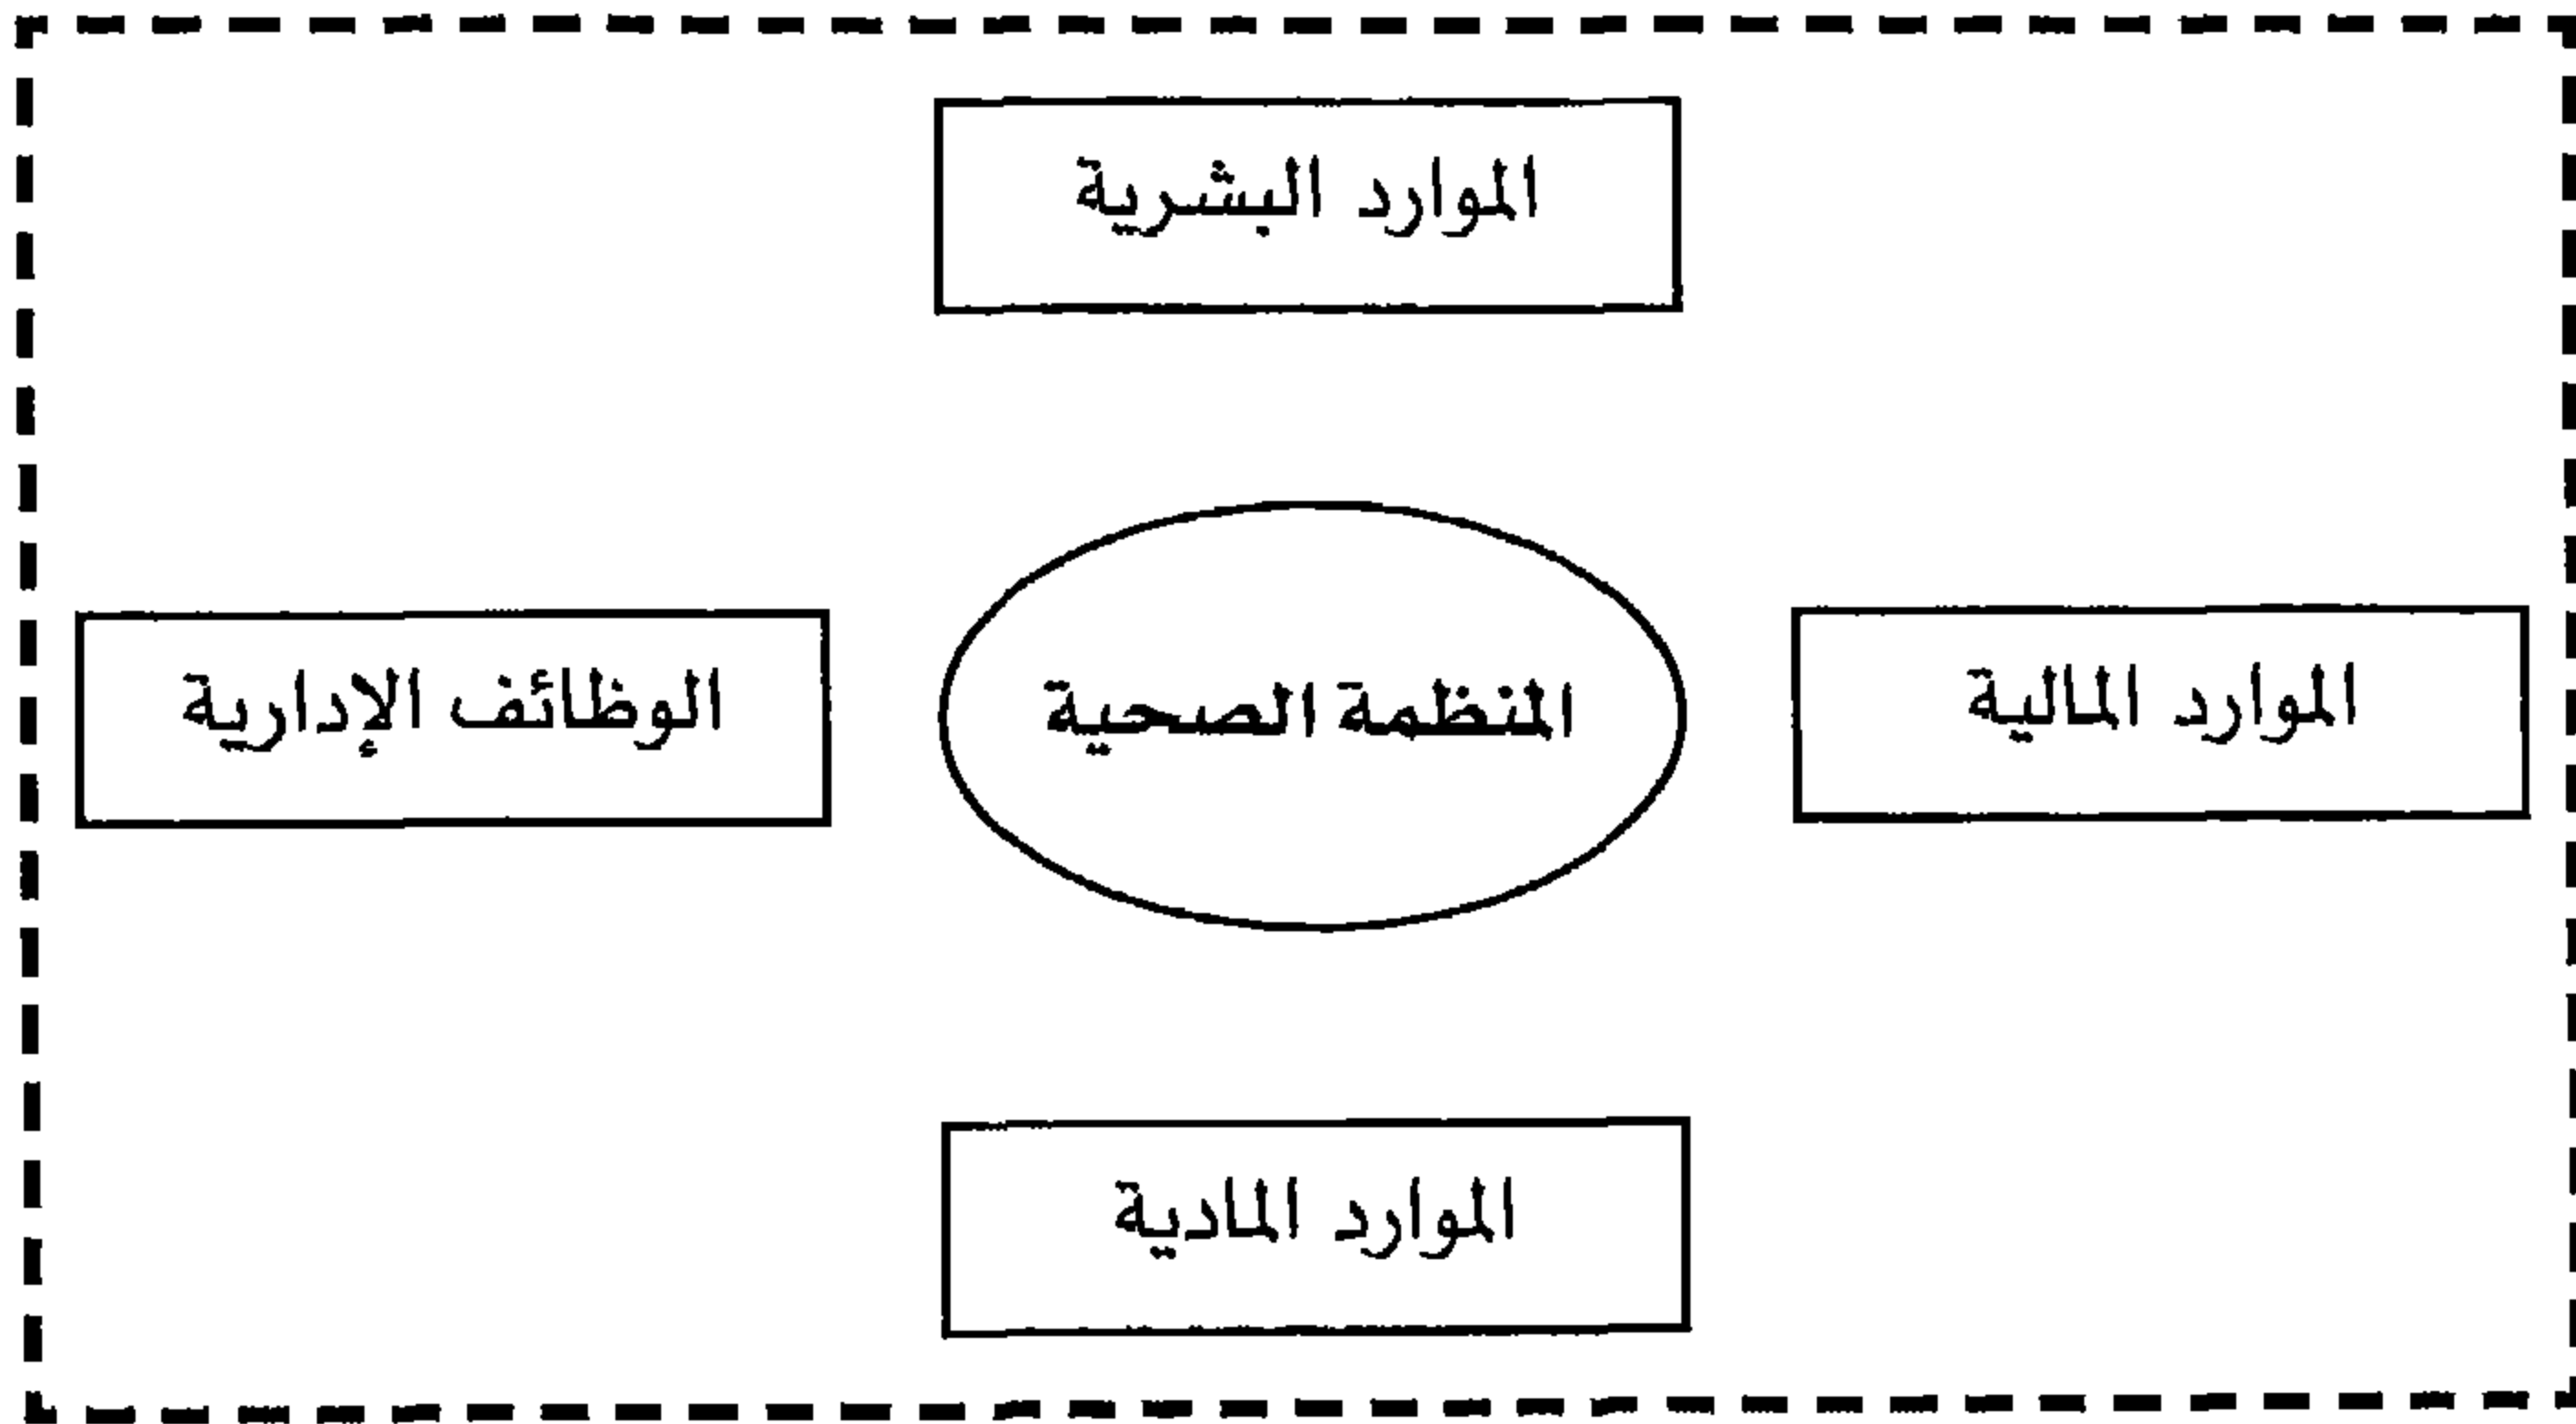 الموارد البشرية
الموارد المالية
المنظمة الصحية
الوظائف الإدارية
الموارد المادية